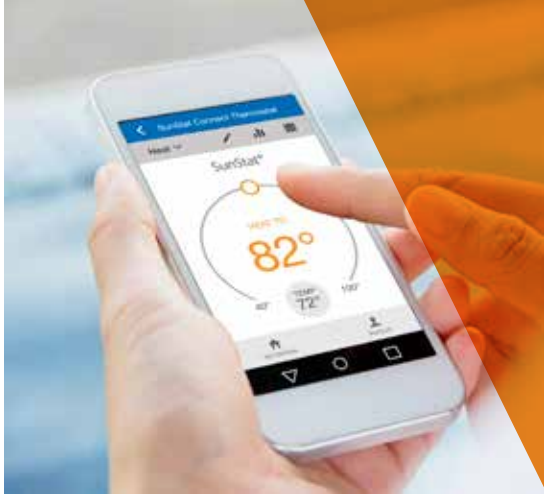 SunStat Connect Thermostat
Heat
SunStat®
HEAT TO
82°
40°
TEMP
72°
100°